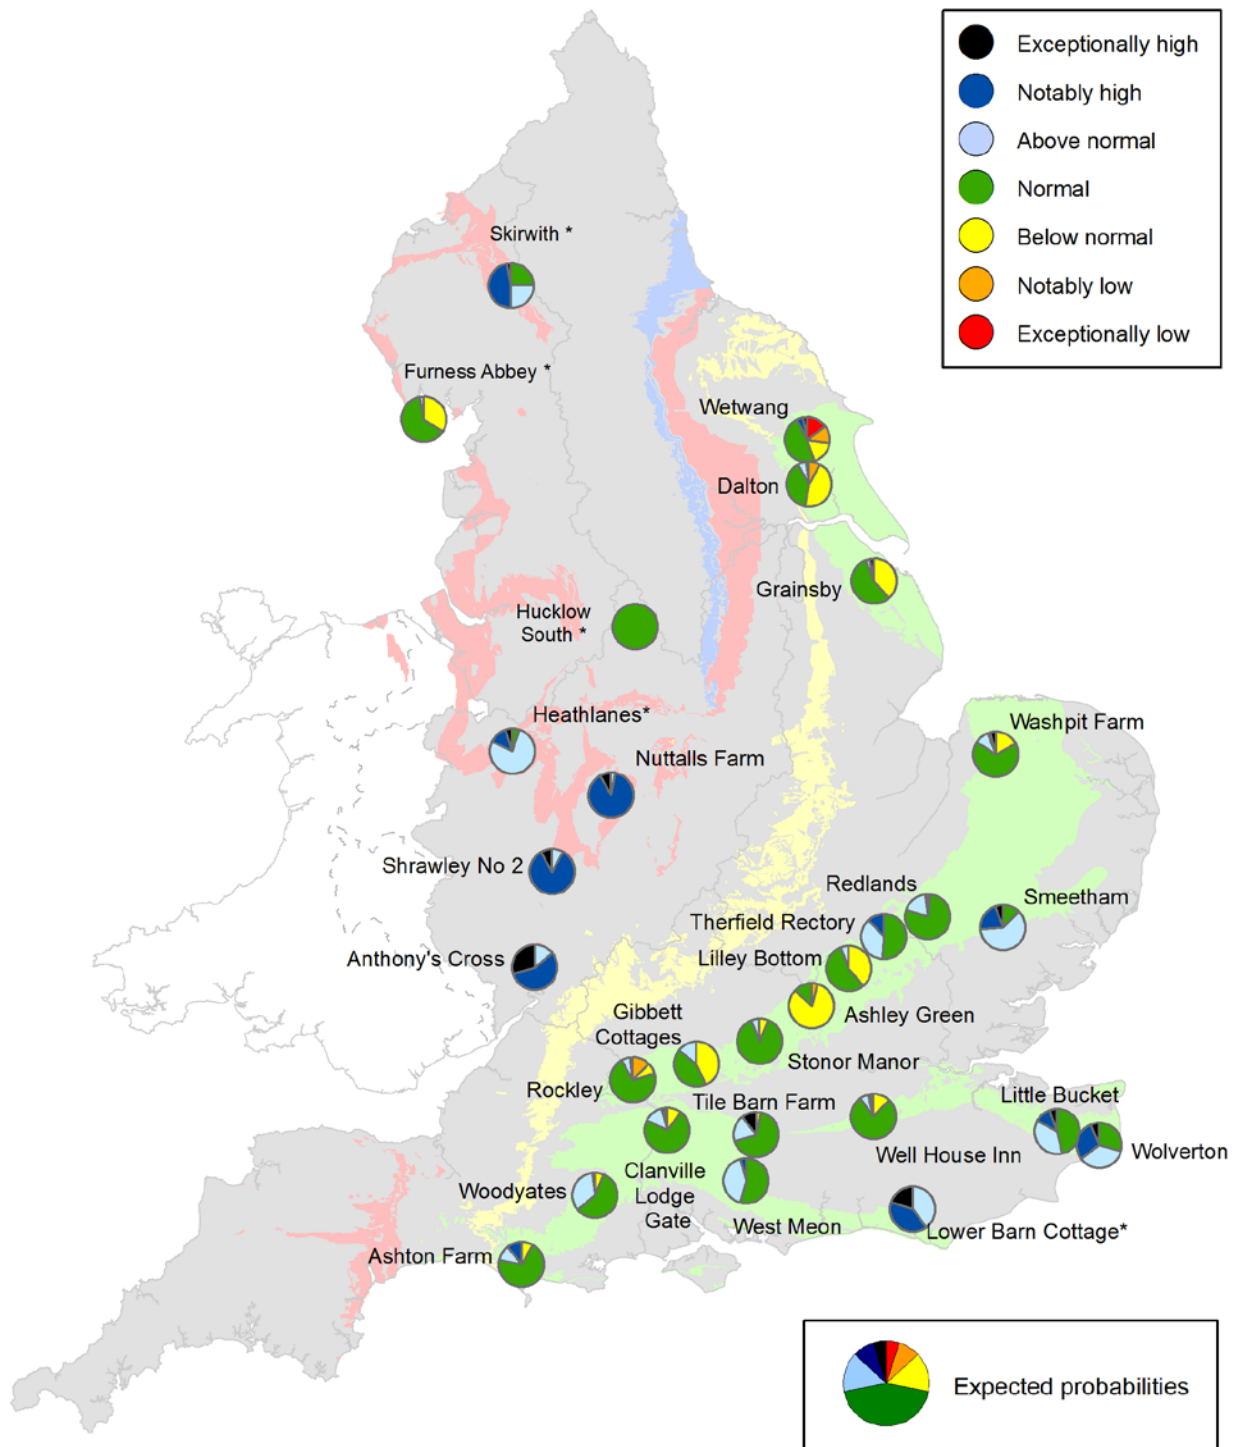 Exceptionally high
Notably high
Above normal
Normal
Below normal
Notably low
Exceptionally low
Skirwith *
Furness Abbey *
Wetwang
Dalton
Grainsby
Hucklow
South *
Heathlanes*
Nuttalls Farm
Washpit Farm
Shrawley No 2
Redlands
Smeetham
Therfield Rectory
Anthony's Cross
Lilley Bottom
Gibbett
Cottages
Ashley Green
Stonor Manor
Rockley
Tile Barn Farm
Little Bucket
Well House Inn
Wolverton
Clanville
Lodge
Gate
Woodyates
West Meon
Lower Barn Cottage*
Ashton Farm
Expected probabilities